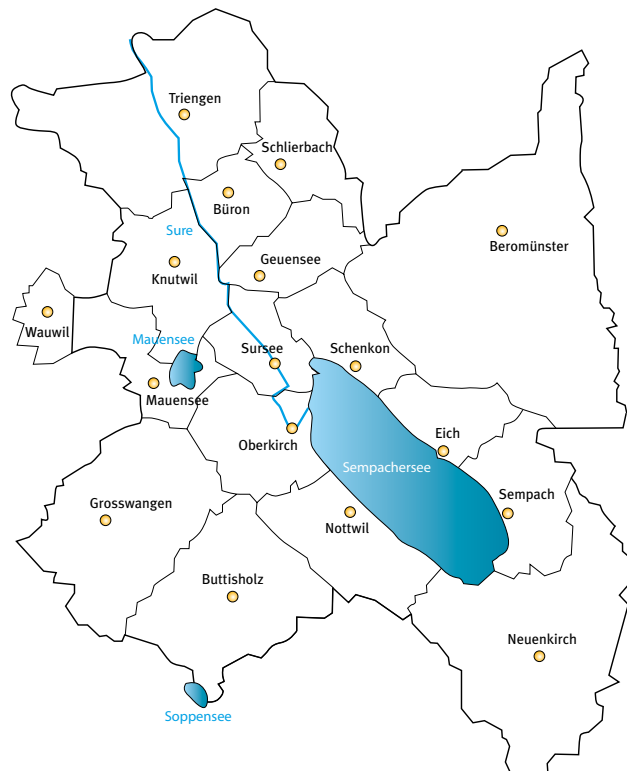 Triengen
Schlierbach
Büron
Sure
Beromünster
Geuensee
Knutwil
Wauwil
Mauensee
Sursee
Schenkon
Mauensee
Eich
Oberkirch
Sempachersee
Grosswangen
Sempach
Nottwil
Buttisholz
Neuenkirch
Soppensee